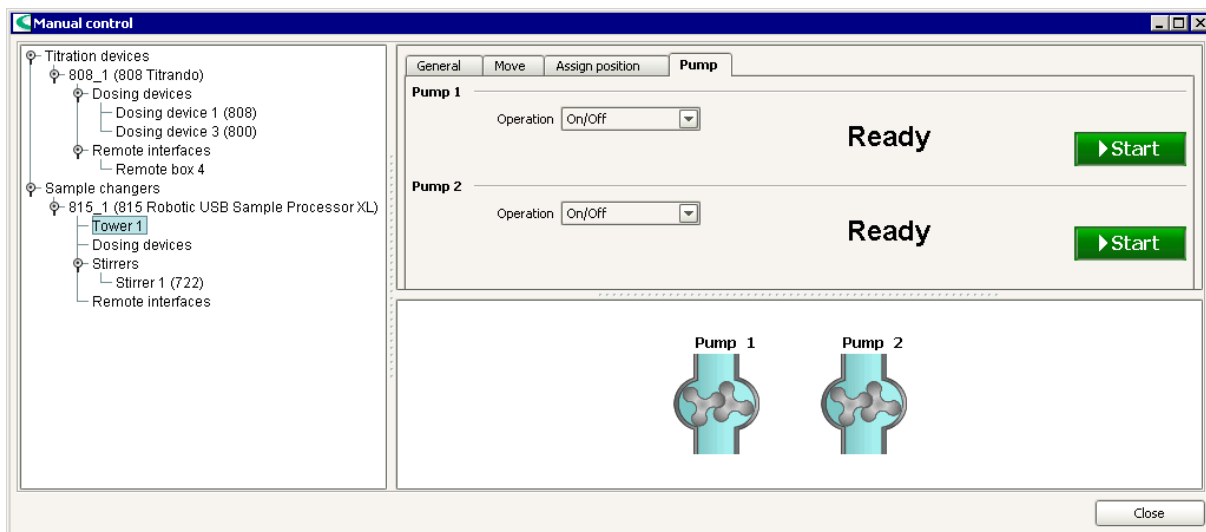 Manual control
Titration devices
808_1 (808 Titrando)
Dosing devices
Dosing device 1 (808)
Dosing device 3 (800)
Remote interfaces
Remote box 4
Sample changers
815_1 (815 Robotic USB Sample Processor XL)
Tower 1
Dosing devices
Stirrers
Stirrer 1 (722)
Remote interfaces
General Move Assign position Pump
Pump 1
Operation On/Off
Ready
Start
Pump 2
Operation On/Off
Ready
Start
Pump 1 Pump 2
Close